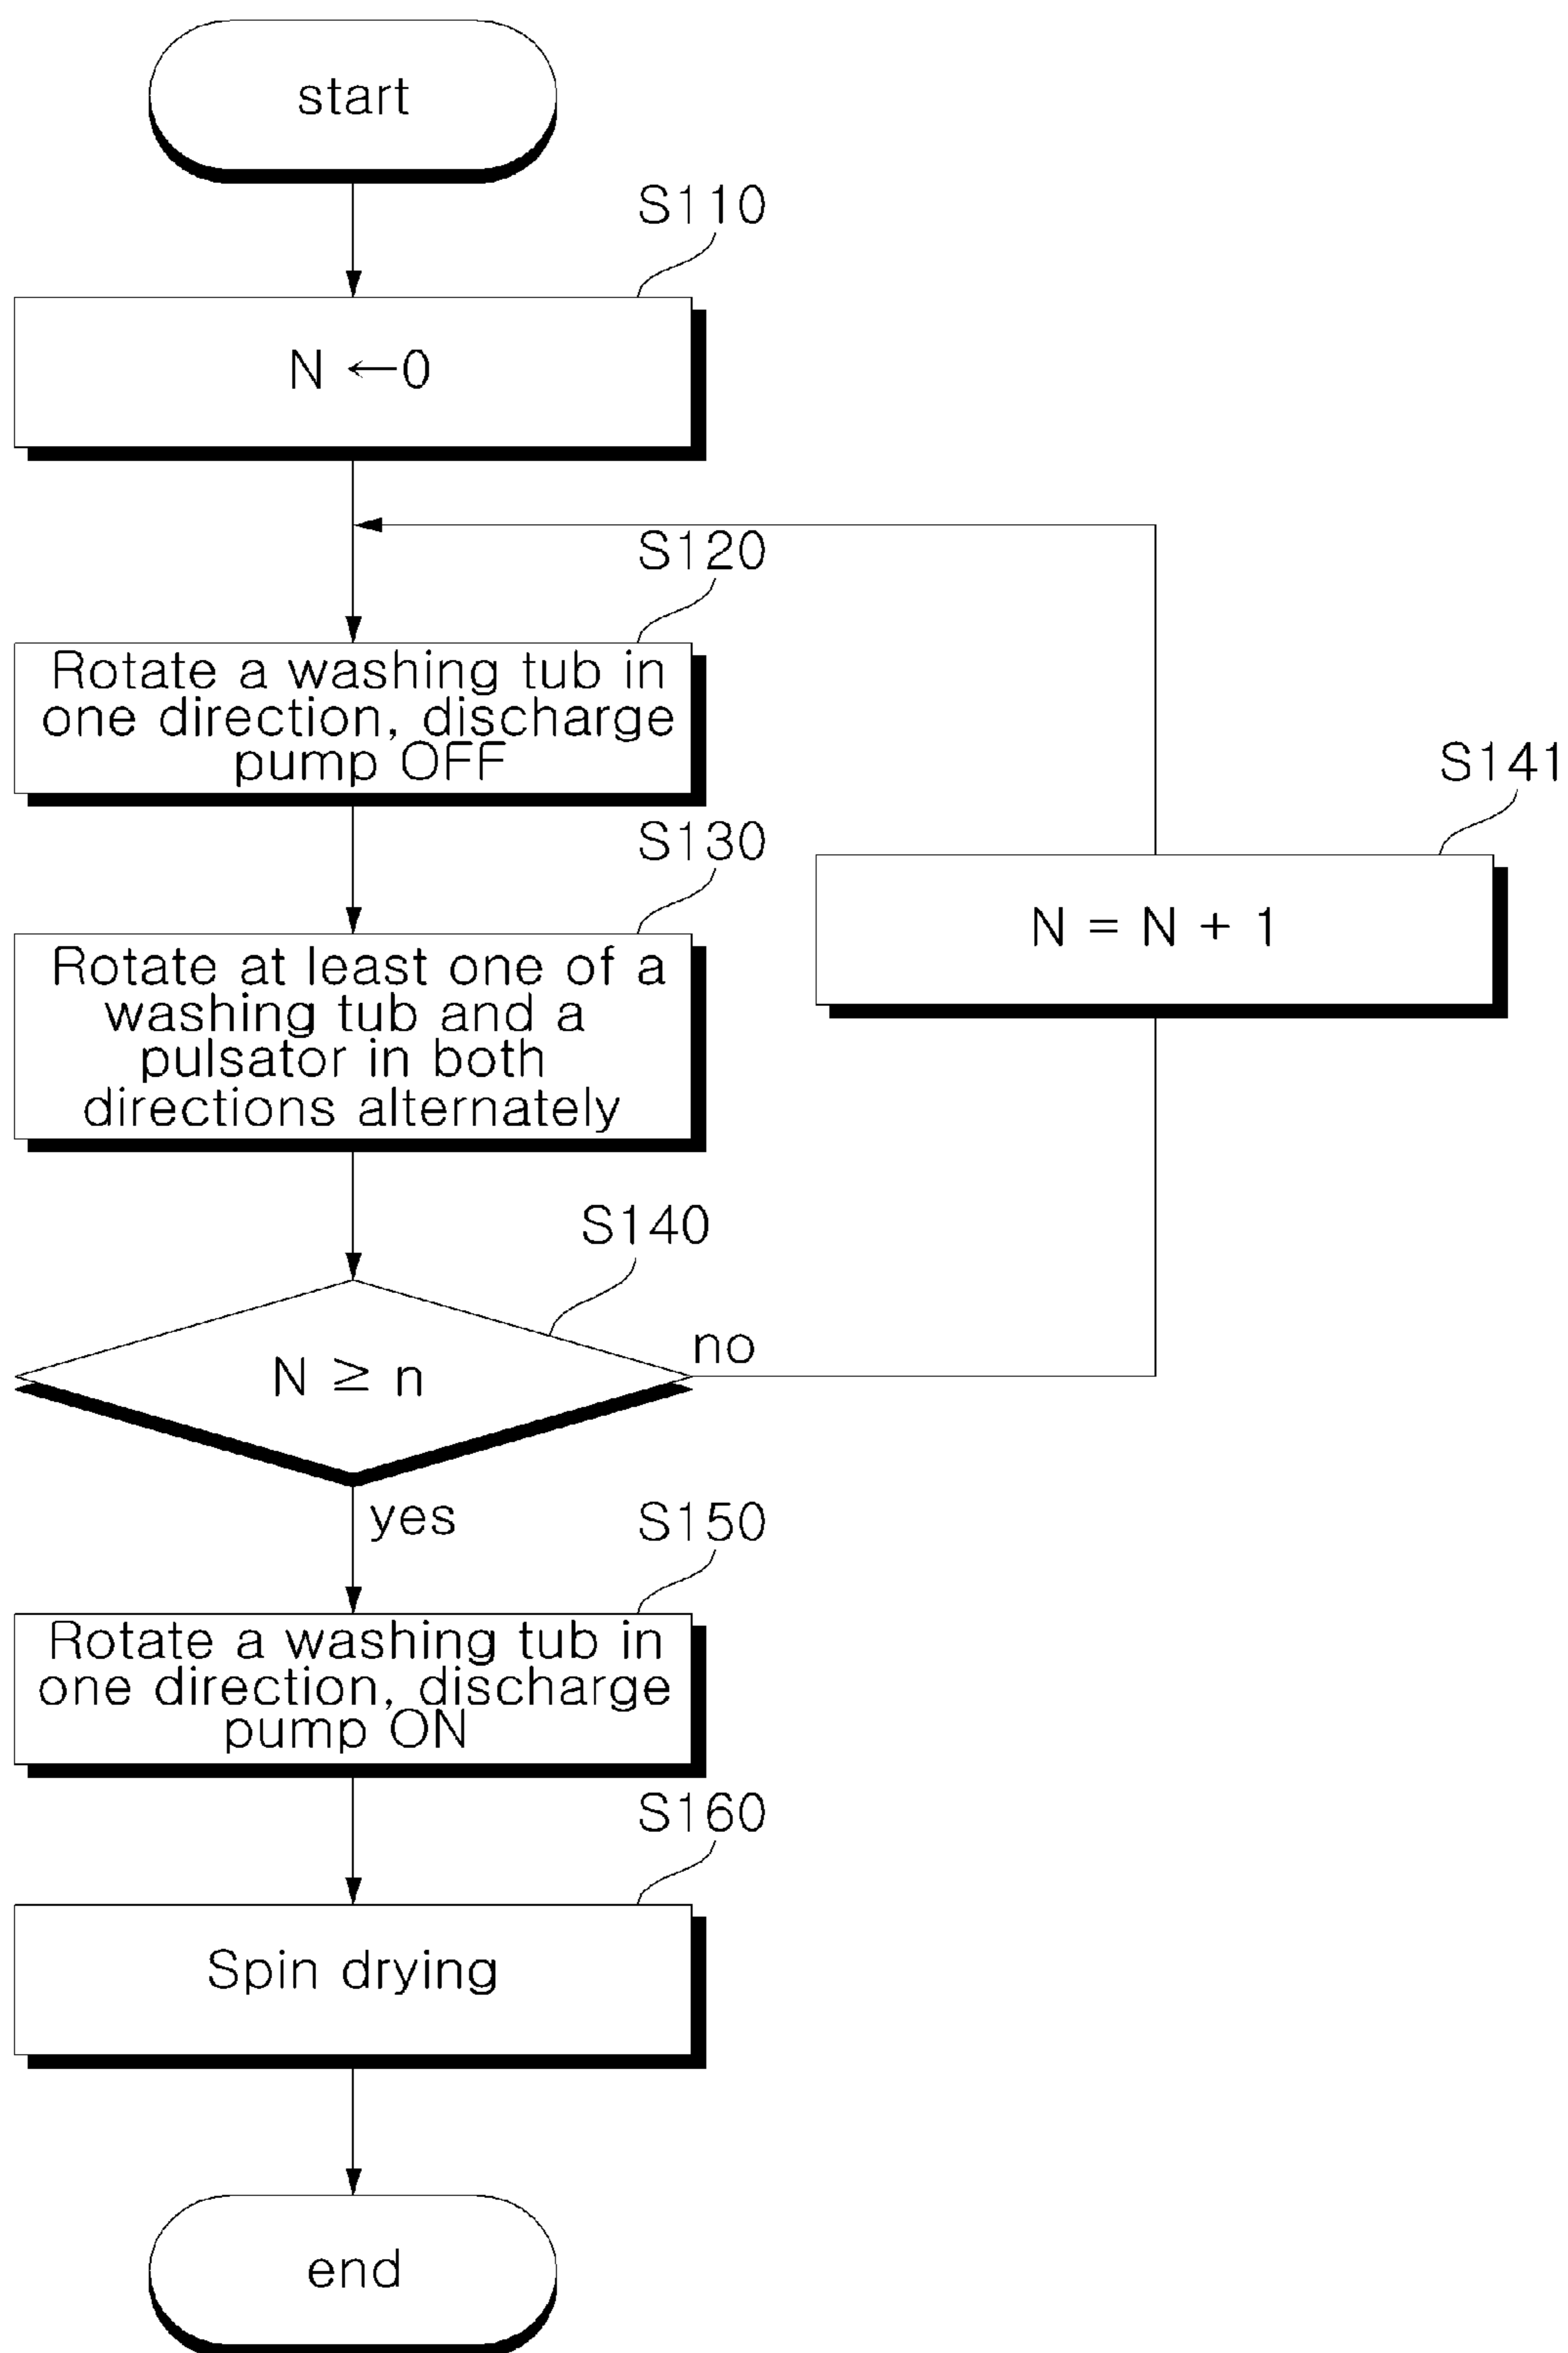 start
S110
N ←0
S120
Rotate a washing tub in
one direction, discharge
pump OFF
S141
N = N + 1
S130
Rotate at least one of a
washing tub and a
pulsator in both
directions alternately
S140
N ≥ n
no
yes
S150
Rotate a washing tub in
one direction, discharge
pump ON
S160
Spin drying
end